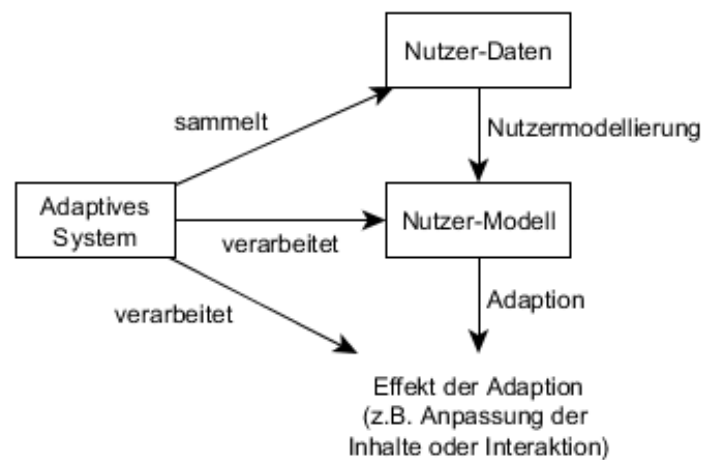 Nutzer-Daten
sammelt
Nutzermodellierung
Adaptives
System
verarbeitet
Nutzer-Modell
verarbeitet
Adaption
Effekt der Adaption
(z.B. Anpassung der
Inhalte oder Interaktion)